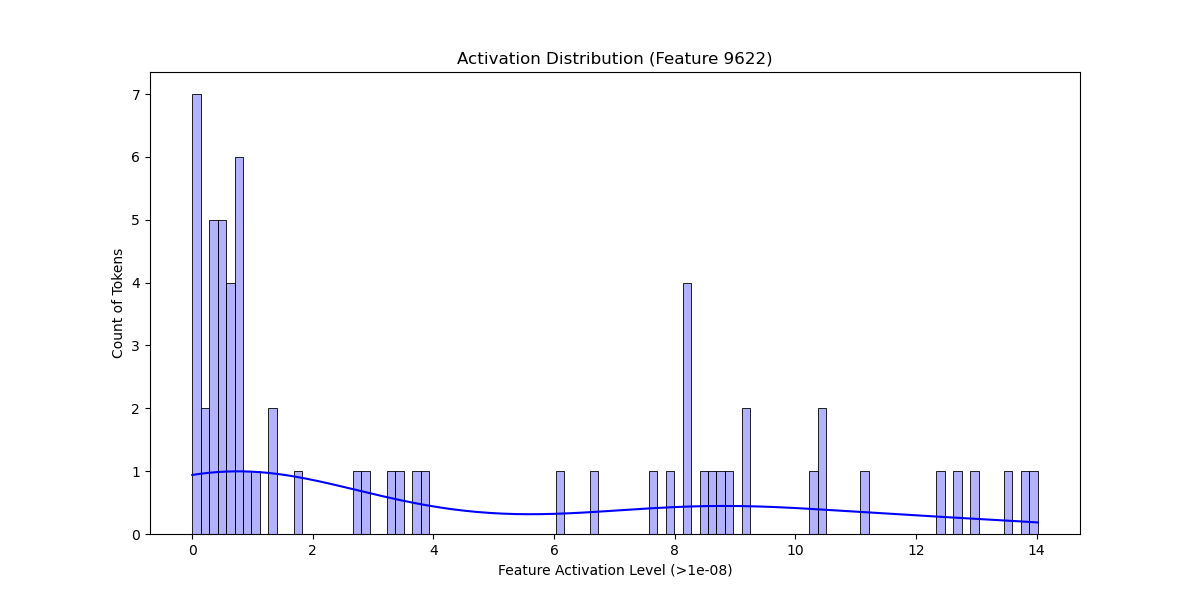 Activation Distribution (Feature 9622)
Count of Tokens
7
6
5
4
3
2
1
0
0 2 4 6 8 10 12 14
Feature Activation Level (>1e-08)